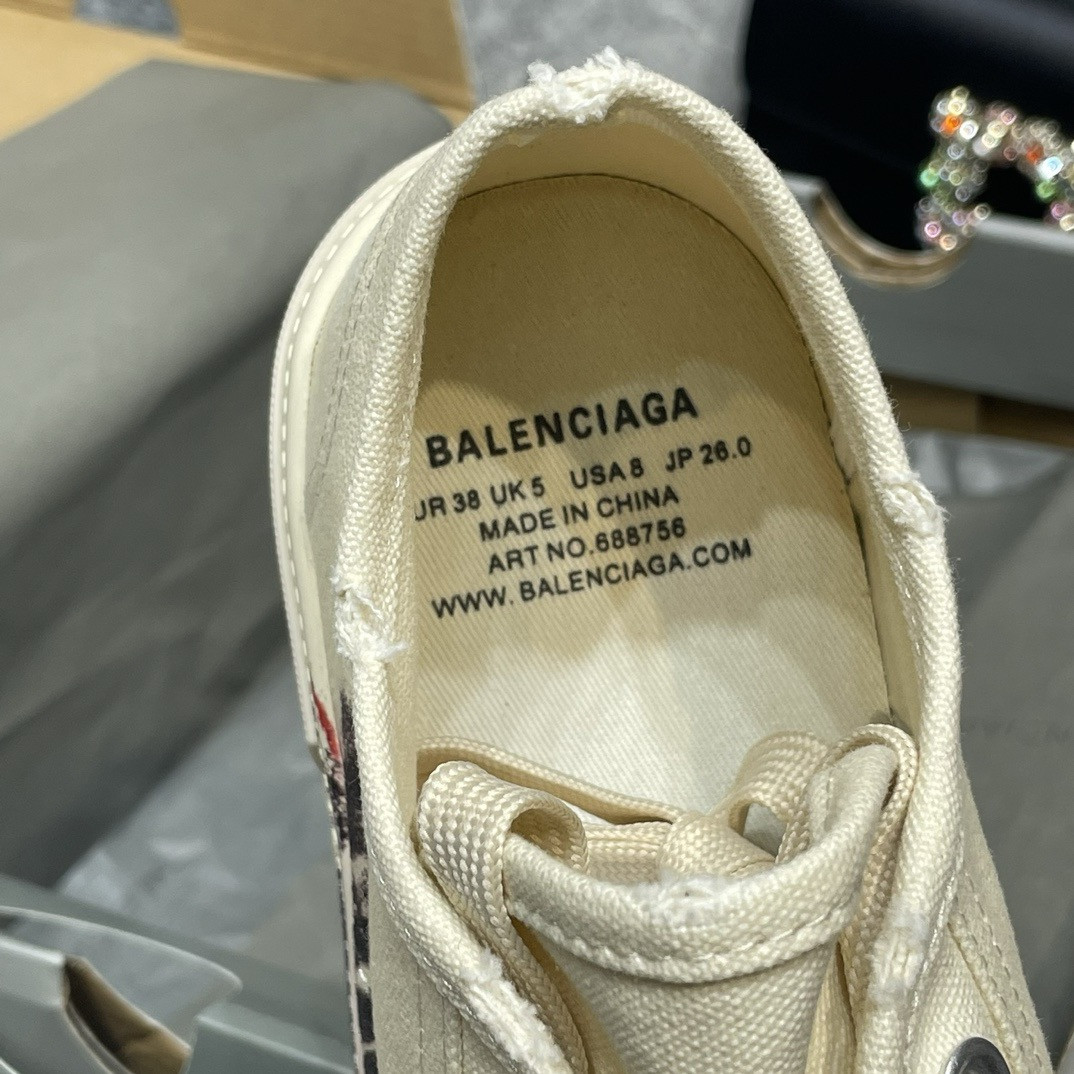 BALENCIAGA
UR 38 UK 5 USA 8 JP 26.0
MADE IN CHINA
ART NO.688756
WWW. BALENCIAGA.COM